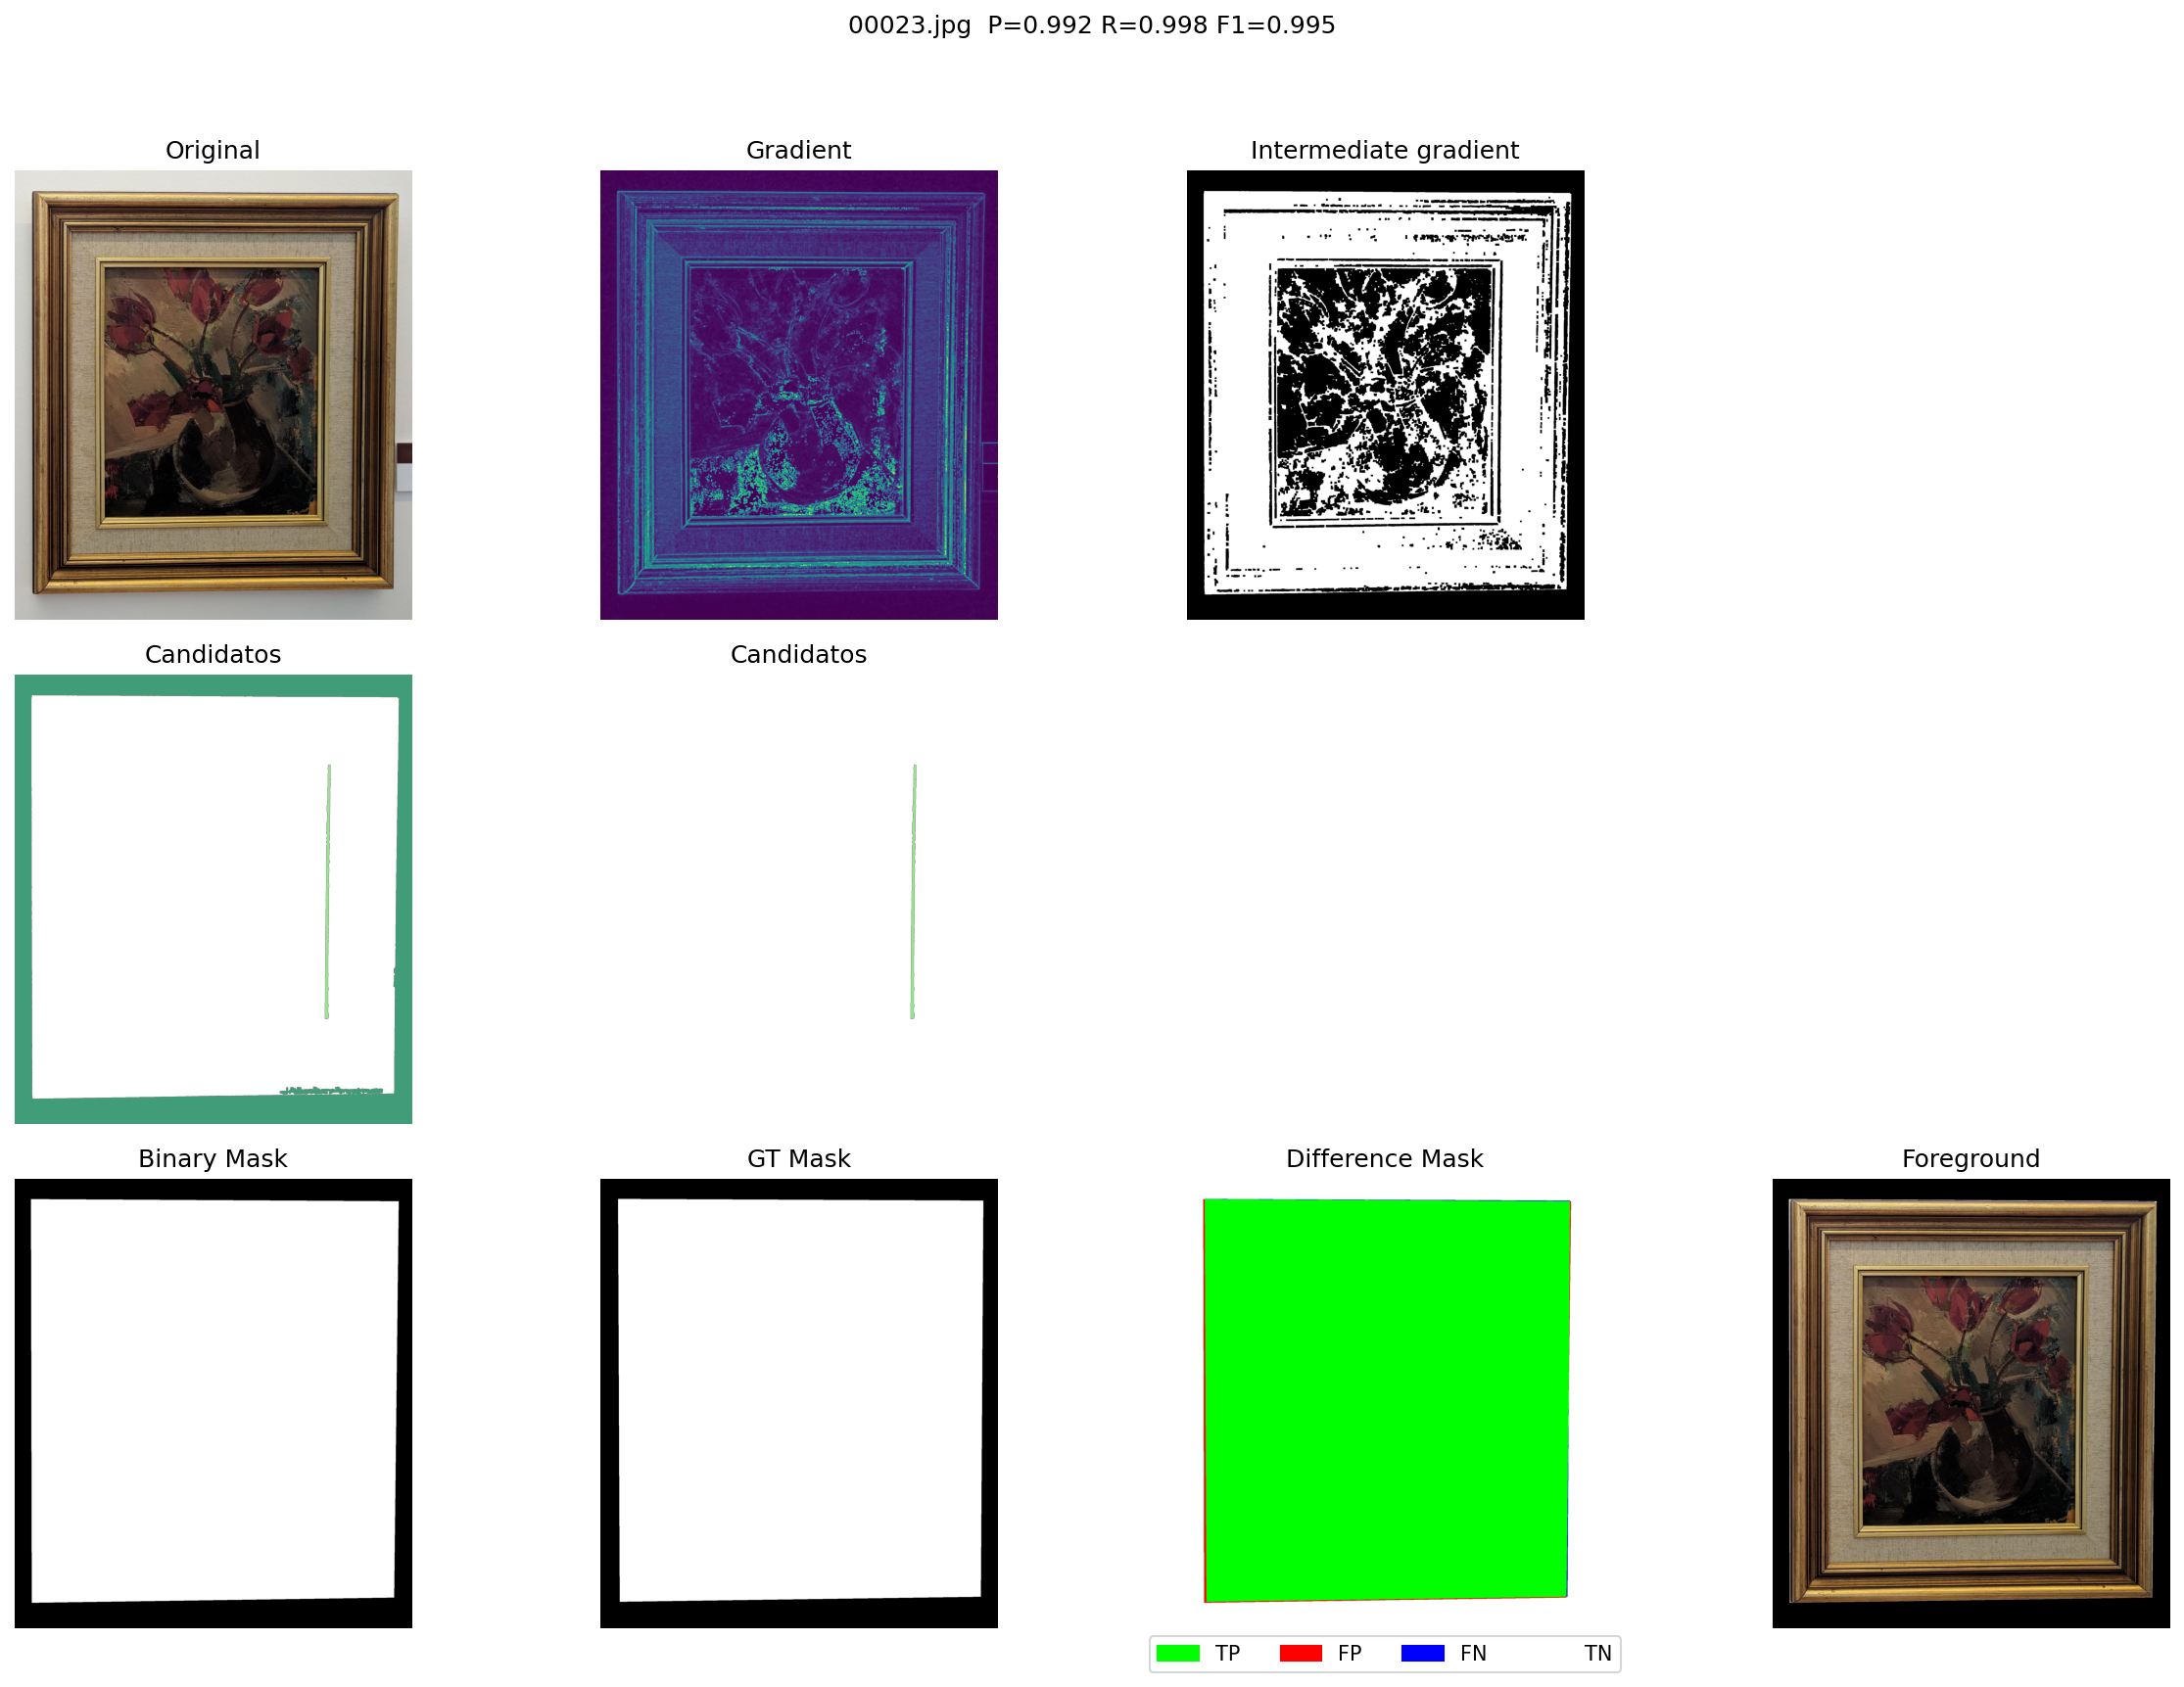 00023.jpg  P=0.992 R=0.998 F1=0.995
Original
Gradient
Intermediate gradient
Candidatos
Candidatos
Binary Mask
GT Mask
Difference Mask
Foreground
TP
FP
FN
TN